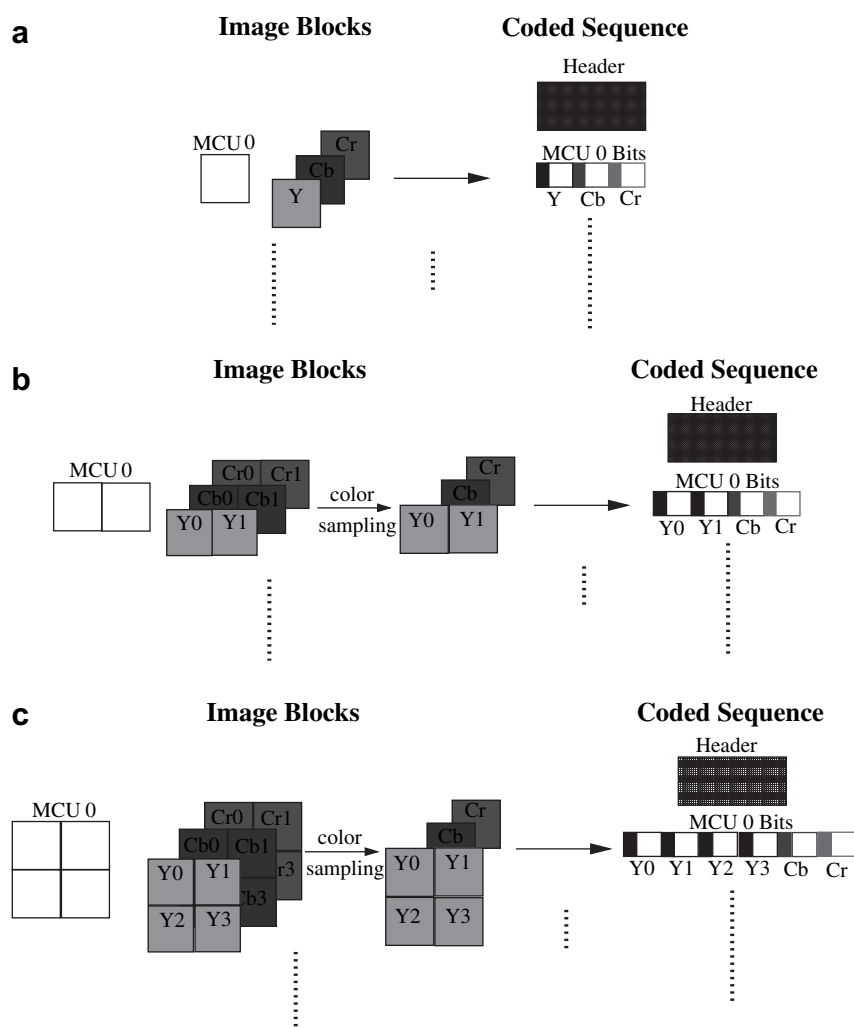 a
Image Blocks
Coded Sequence
Header
MCU 0
Cr
Cb
Y
MCU 0 Bits
Y Cb Cr
b
Image Blocks
Coded Sequence
Header
MCU 0
Cr0 Cr1
Cb0 Cb1
Y0 Y1
color
sampling
Cr
Cb
Y0 Y1
MCU 0 Bits
Y0 Y1 Cb Cr
c
Image Blocks
Coded Sequence
Header
MCU 0
Cr0 Cr1
Cb0 Cb1
Y0 Y1
r3
Cb3
Y2 Y3
color
sampling
Cr
Cb
Y0 Y1
Y2 Y3
MCU 0 Bits
Y0 Y1 Y2 Y3 Cb Cr